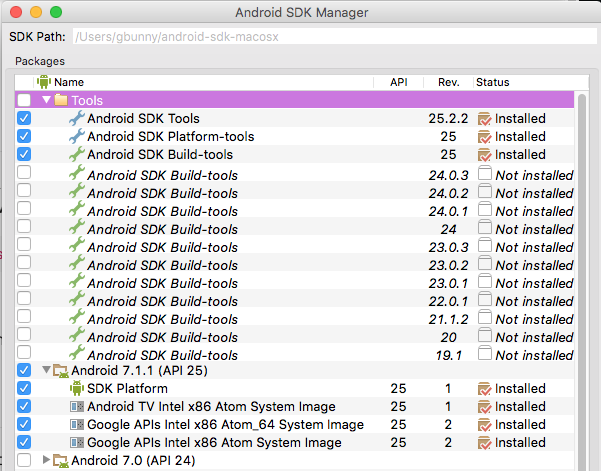 Android SDK Manager
SDK Path: /Users/gbunny/android-sdk-macosx
Packages
Name API Rev. Status
Tools
Android SDK Tools 25.2.2 Installed
Android SDK Platform-tools 25 Installed
Android SDK Build-tools 25 Installed
Android SDK Build-tools 24.0.3 Not installed
Android SDK Build-tools 24.0.2 Not installed
Android SDK Build-tools 24.0.1 Not installed
Android SDK Build-tools 24 Not installed
Android SDK Build-tools 23.0.3 Not installed
Android SDK Build-tools 23.0.2 Not installed
Android SDK Build-tools 23.0.1 Not installed
Android SDK Build-tools 22.0.1 Not installed
Android SDK Build-tools 21.1.2 Not installed
Android SDK Build-tools 20 Not installed
Android SDK Build-tools 19.1 Not installed
Android 7.1.1 (API 25)
SDK Platform 25 1 Installed
Android TV Intel x86 Atom System Image 25 1 Installed
Google APIs Intel x86 Atom_64 System Image 25 2 Installed
Google APIs Intel x86 Atom System Image 25 2 Installed
Android 7.0 (API 24)